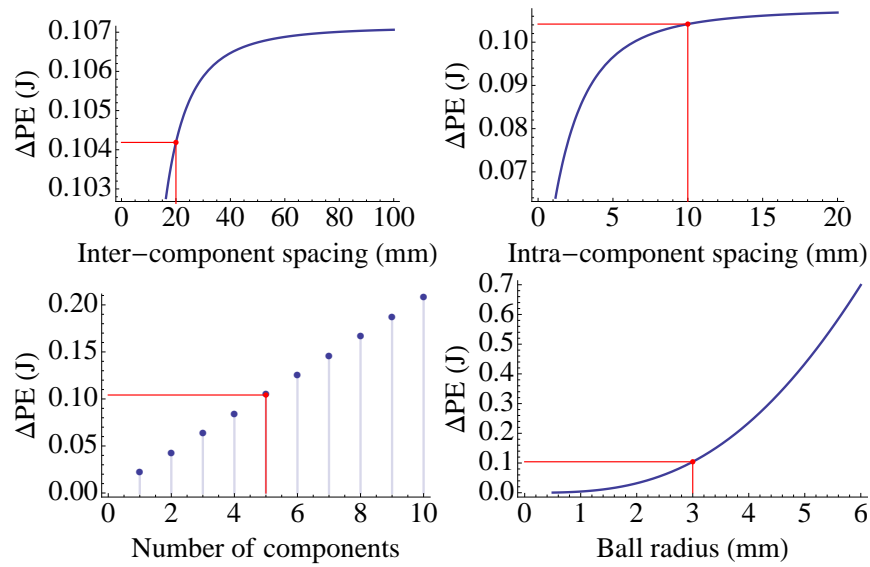 ΔPE (J)
0.107
0.106
0.105
0.104
0.103
0 20 40 60 80 100
Inter−component spacing (mm)
ΔPE (J)
0.10
0.09
0.08
0.07
0 5 10 15 20
Intra−component spacing (mm)
ΔPE (J)
0.20
0.15
0.10
0.05
0.00
0 2 4 6 8 10
Number of components
ΔPE (J)
0.7
0.6
0.5
0.4
0.3
0.2
0.1
0.0
0 1 2 3 4 5 6
Ball radius (mm)